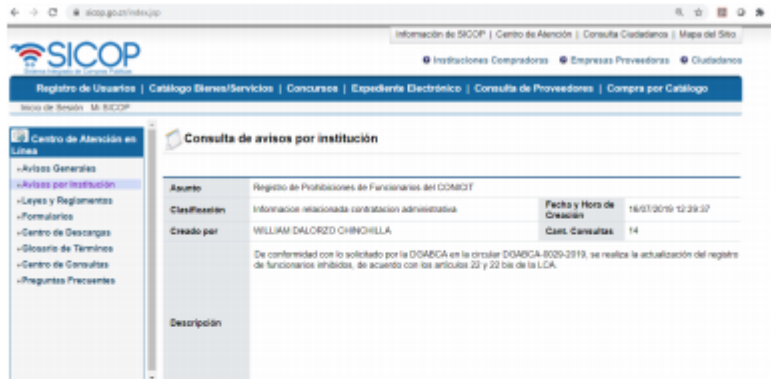 sicop.go.cr/index.jsp
Información de SICOP | Centro de Atención | Consulta Ciudadanos | Mapa del Sitio
SICOP
Sistema Integrado de Compras Públicas
Instituciones Compradoras Empresas Proveedoras Ciudadanos
Registro de Usuarios | Catálogo Bienes/Servicios | Concursos | Expediente Electrónico | Consulta de Proveedores | Compra por Catálogo
Inicio de Sesión Mi SICOP
Centro de Atención en
Línea
Avisos Generales
Avisos por Institución
Leyes y Reglamentos
Formularios
Centro de Descargas
Glosario de Términos
Centro de Consultas
Preguntas Frecuentes
Consulta de avisos por institución
Asunto Registro de Prohibiciones de Funcionarios del CONICIT
Clasificación Informacion relacionada contratacion administrativa Fecha y Hora de
Creación 16/07/2019 12:29:37
Creado por WILLIAM DALORZO CHINCHILLA Cant. Consultas 14
De conformidad con lo solicitado por la DGABCA en la circular DGABCA-0029-2019, se realiza la actualización del registro
de funcionarios inhibidos, de acuerdo con los artículos 22 y 22 bis de la LCA.
Descripción